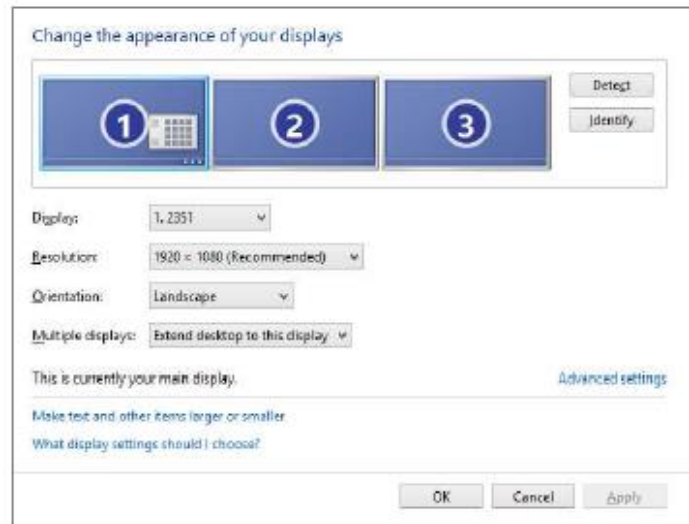 Change the appearance of your displays
1
2
3
Detect
Identify
Display: 1. 2351
Resolution: 1920 × 1080 (Recommended)
Orientation: Landscape
Multiple displays: Extend desktop to this display
This is currently your main display. Advanced settings
Make text and other items larger or smaller
What display settings should I choose?
OK Cancel Apply